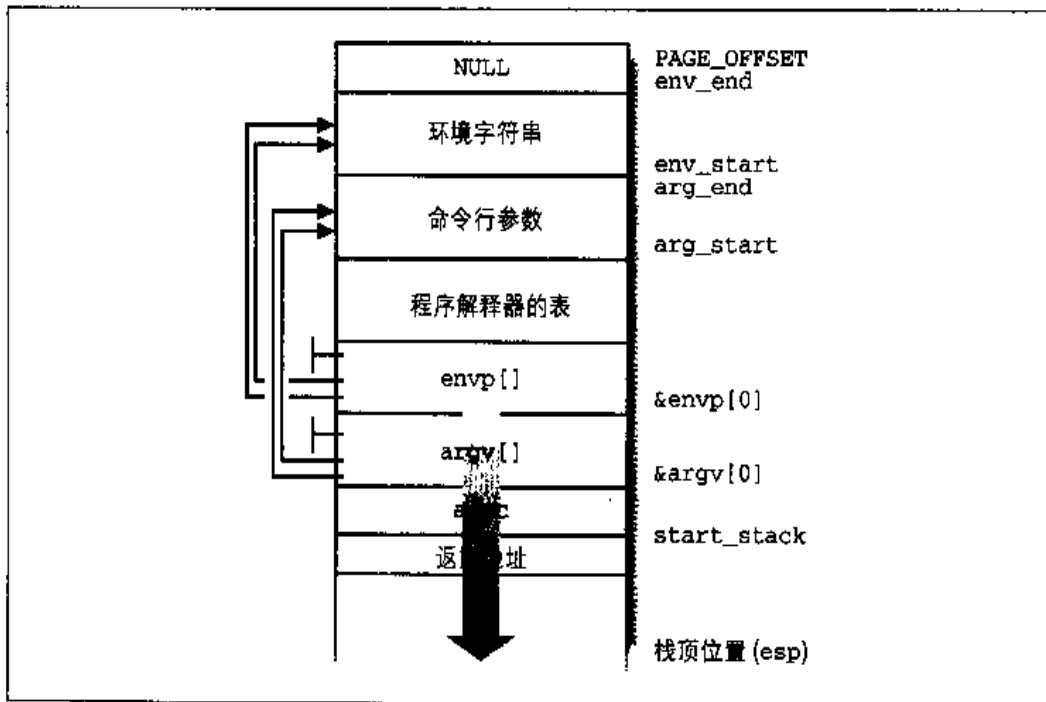 NULL
PAGE_OFFSET
env_end
环境字符串
env_start
arg_end
命令行参数
arg_start
程序解释器的表
envp[]
&envp[0]
argv[]
&argv[0]
start_stack
栈顶位置 (esp)